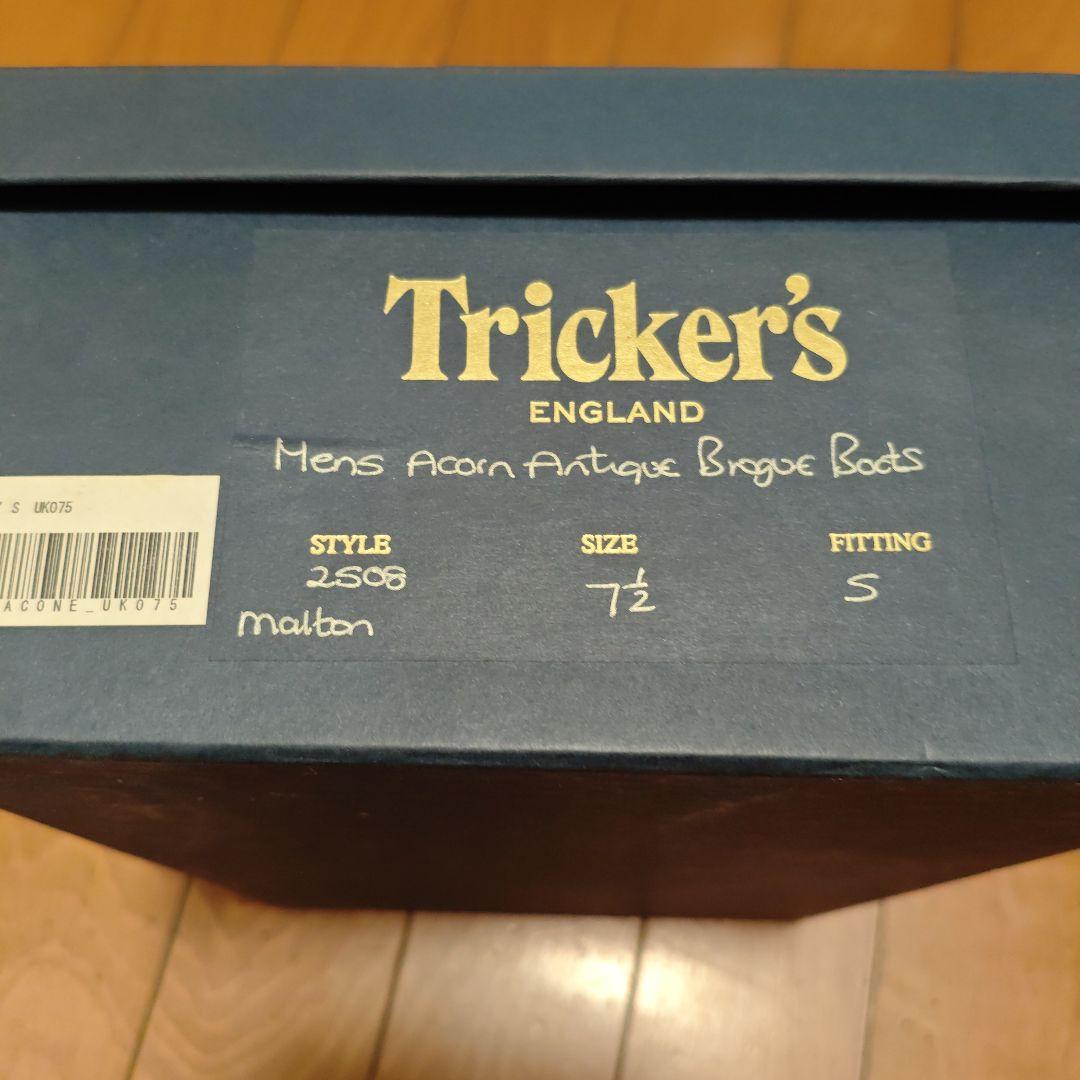 Tricker's
ENGLAND
Mens Acorn Antique Brogue Boots
STYLE SIZE FITTING
2508 7½ S
malton
S UK075
ACONE_UK075